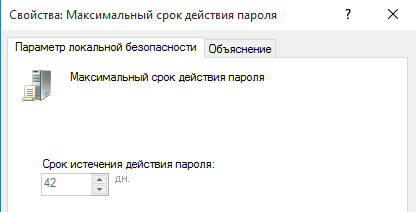 Свойства: Максимальный срок действия пароля ? ×
Параметр локальной безопасности Объяснение
Максимальный срок действия пароля
Срок истечения действия пароля:
42 дн.